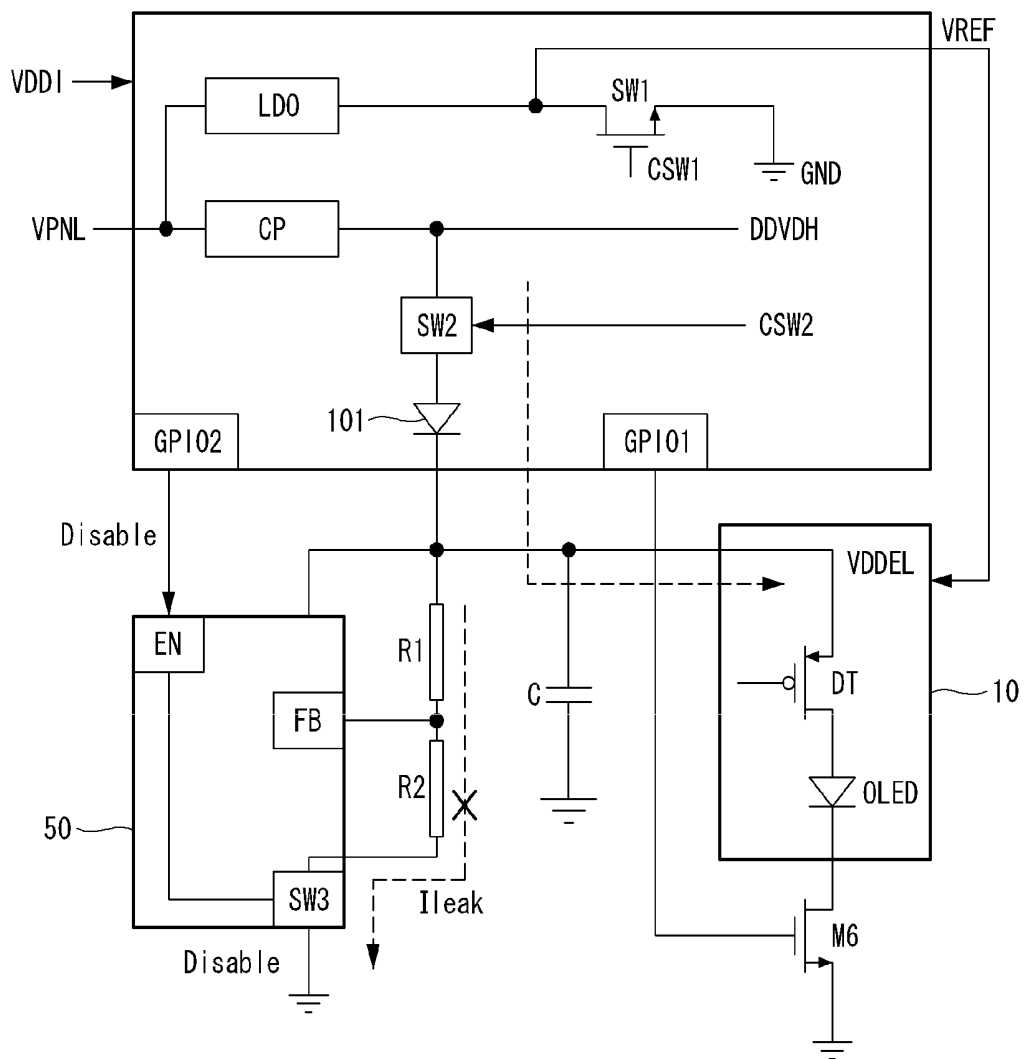 VREF
VDDI
LDO
SW1
CSW1
GND
VPNL
CP
DDVDH
SW2
CSW2
101
GPIO2
GPIO1
Disable
VDDEL
EN
R1
FB
C
DT
10
R2
OLED
50
SW3
Ileak
M6
Disable